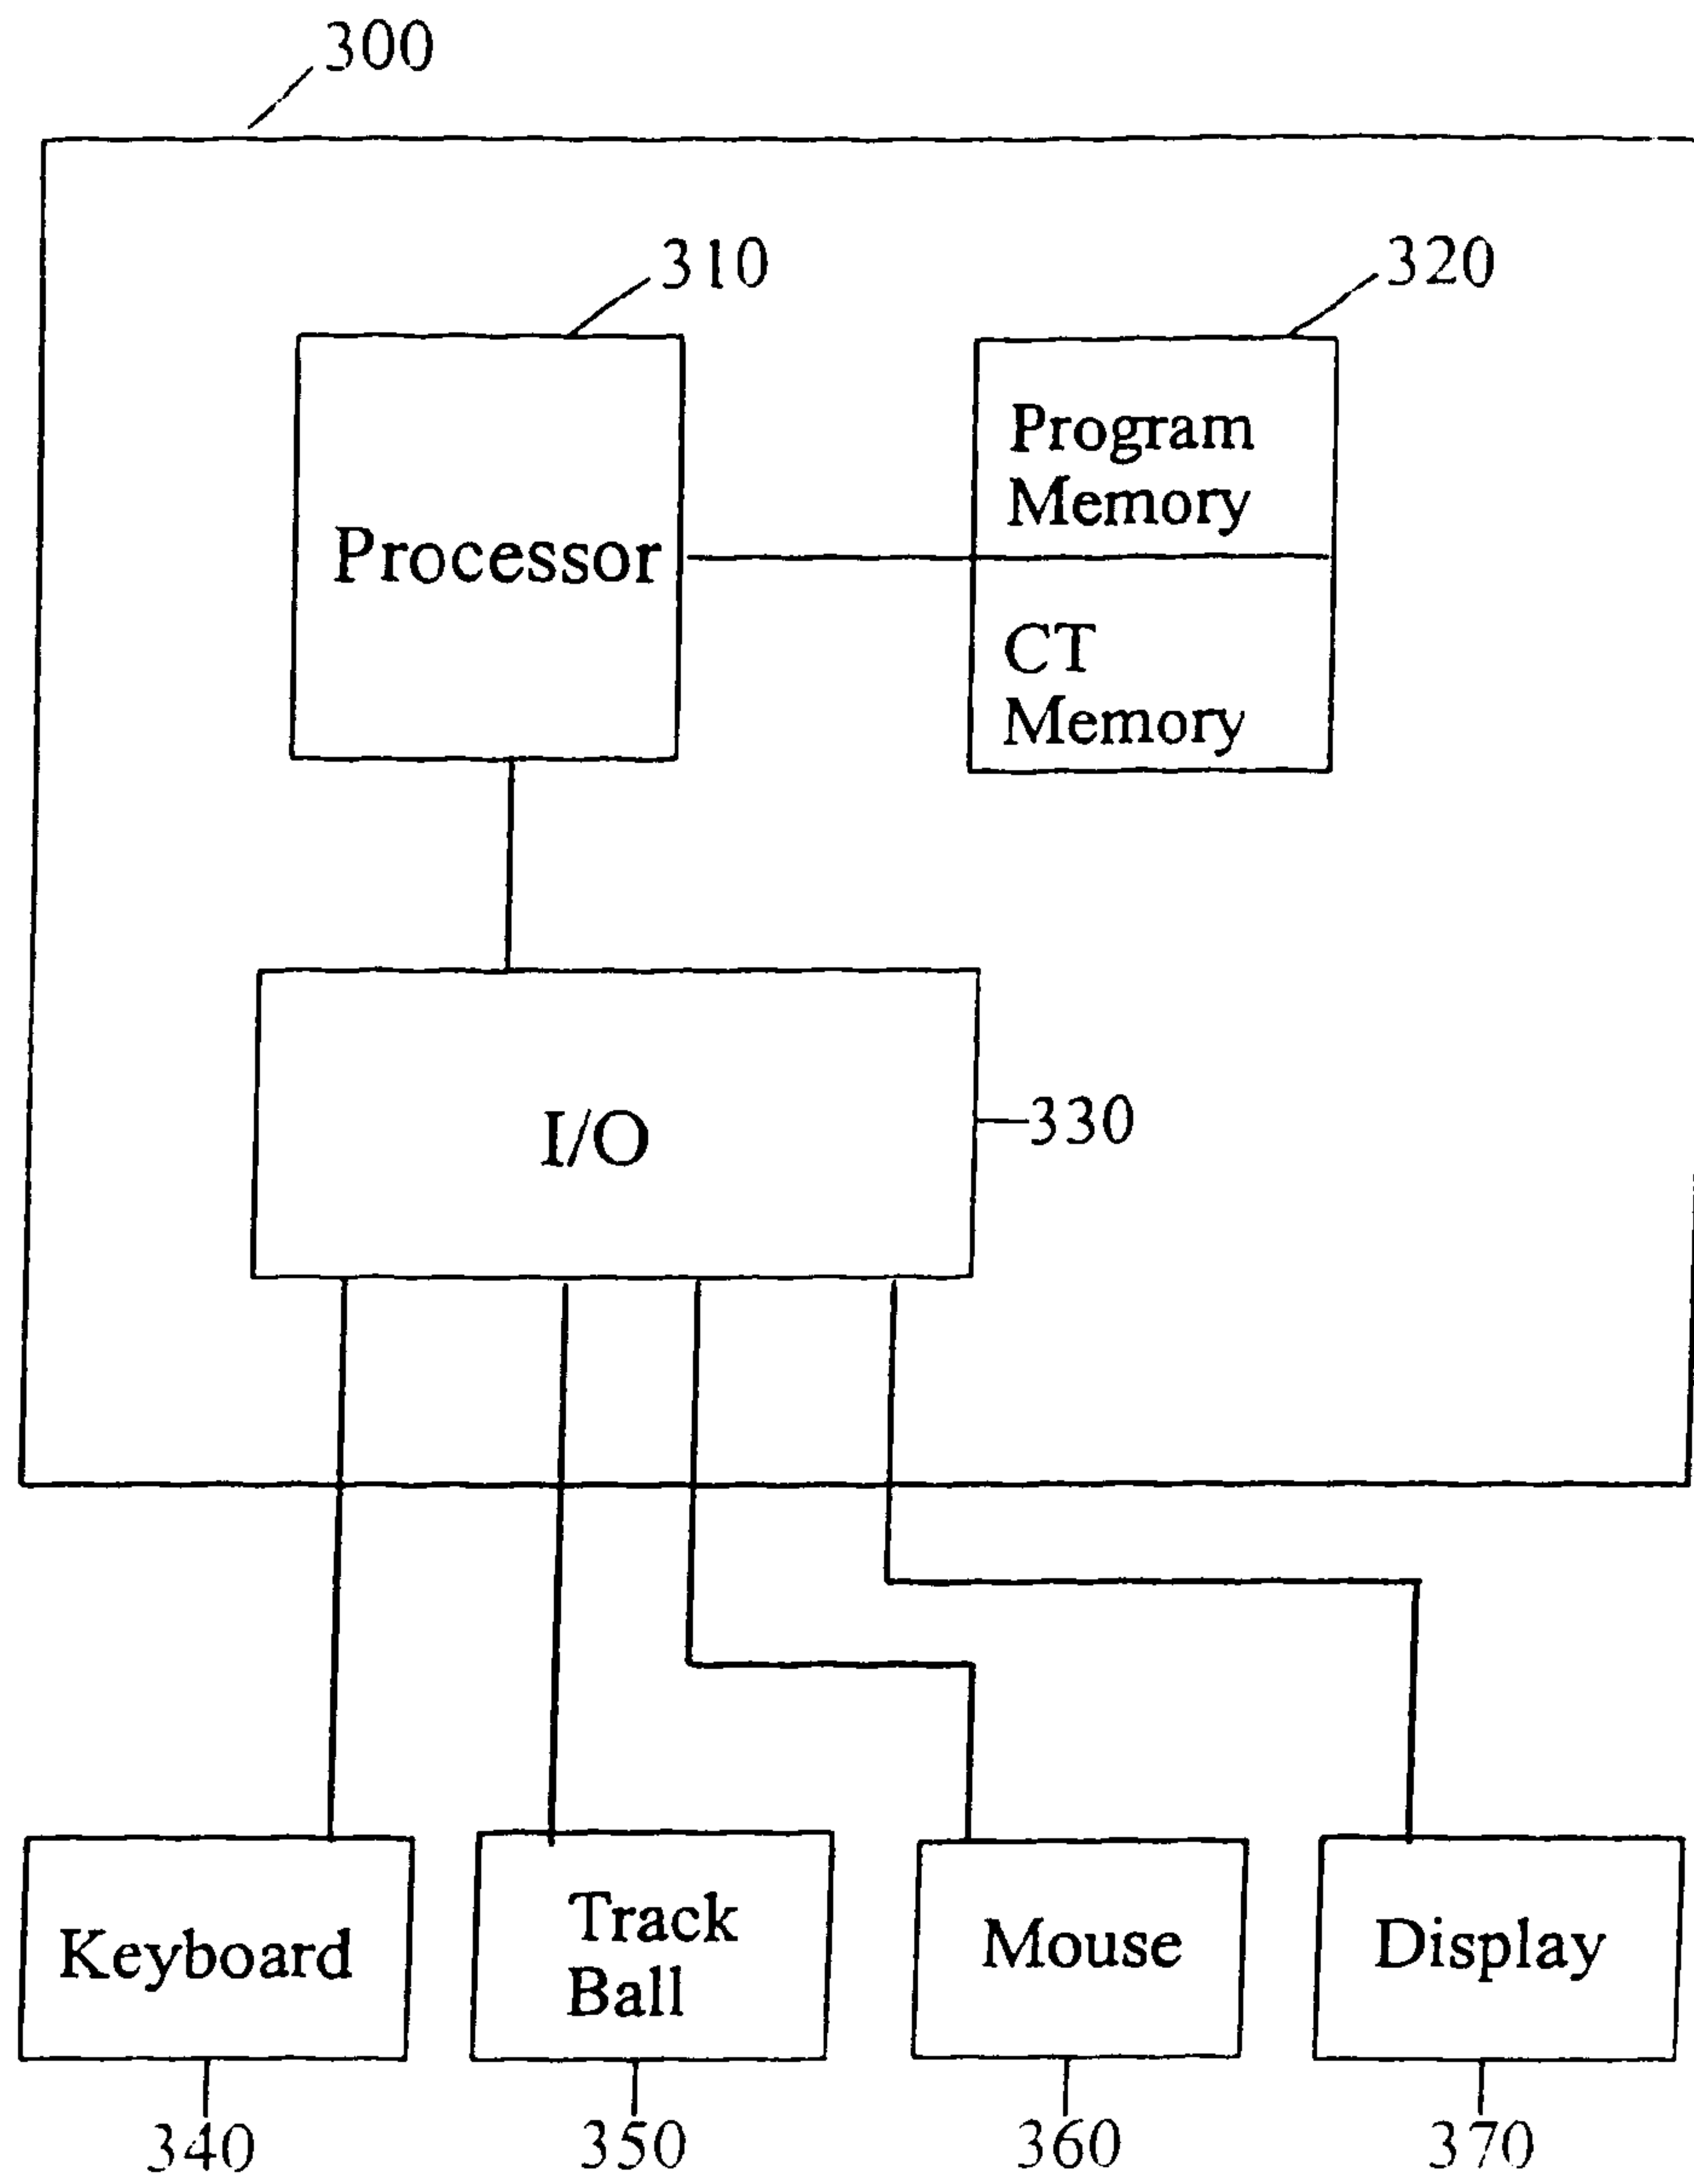 300
310
320
Program
Memory
Processor
CT
Memory
I/O
330
Keyboard
Track
Ball
Mouse
Display
340
350
360
370